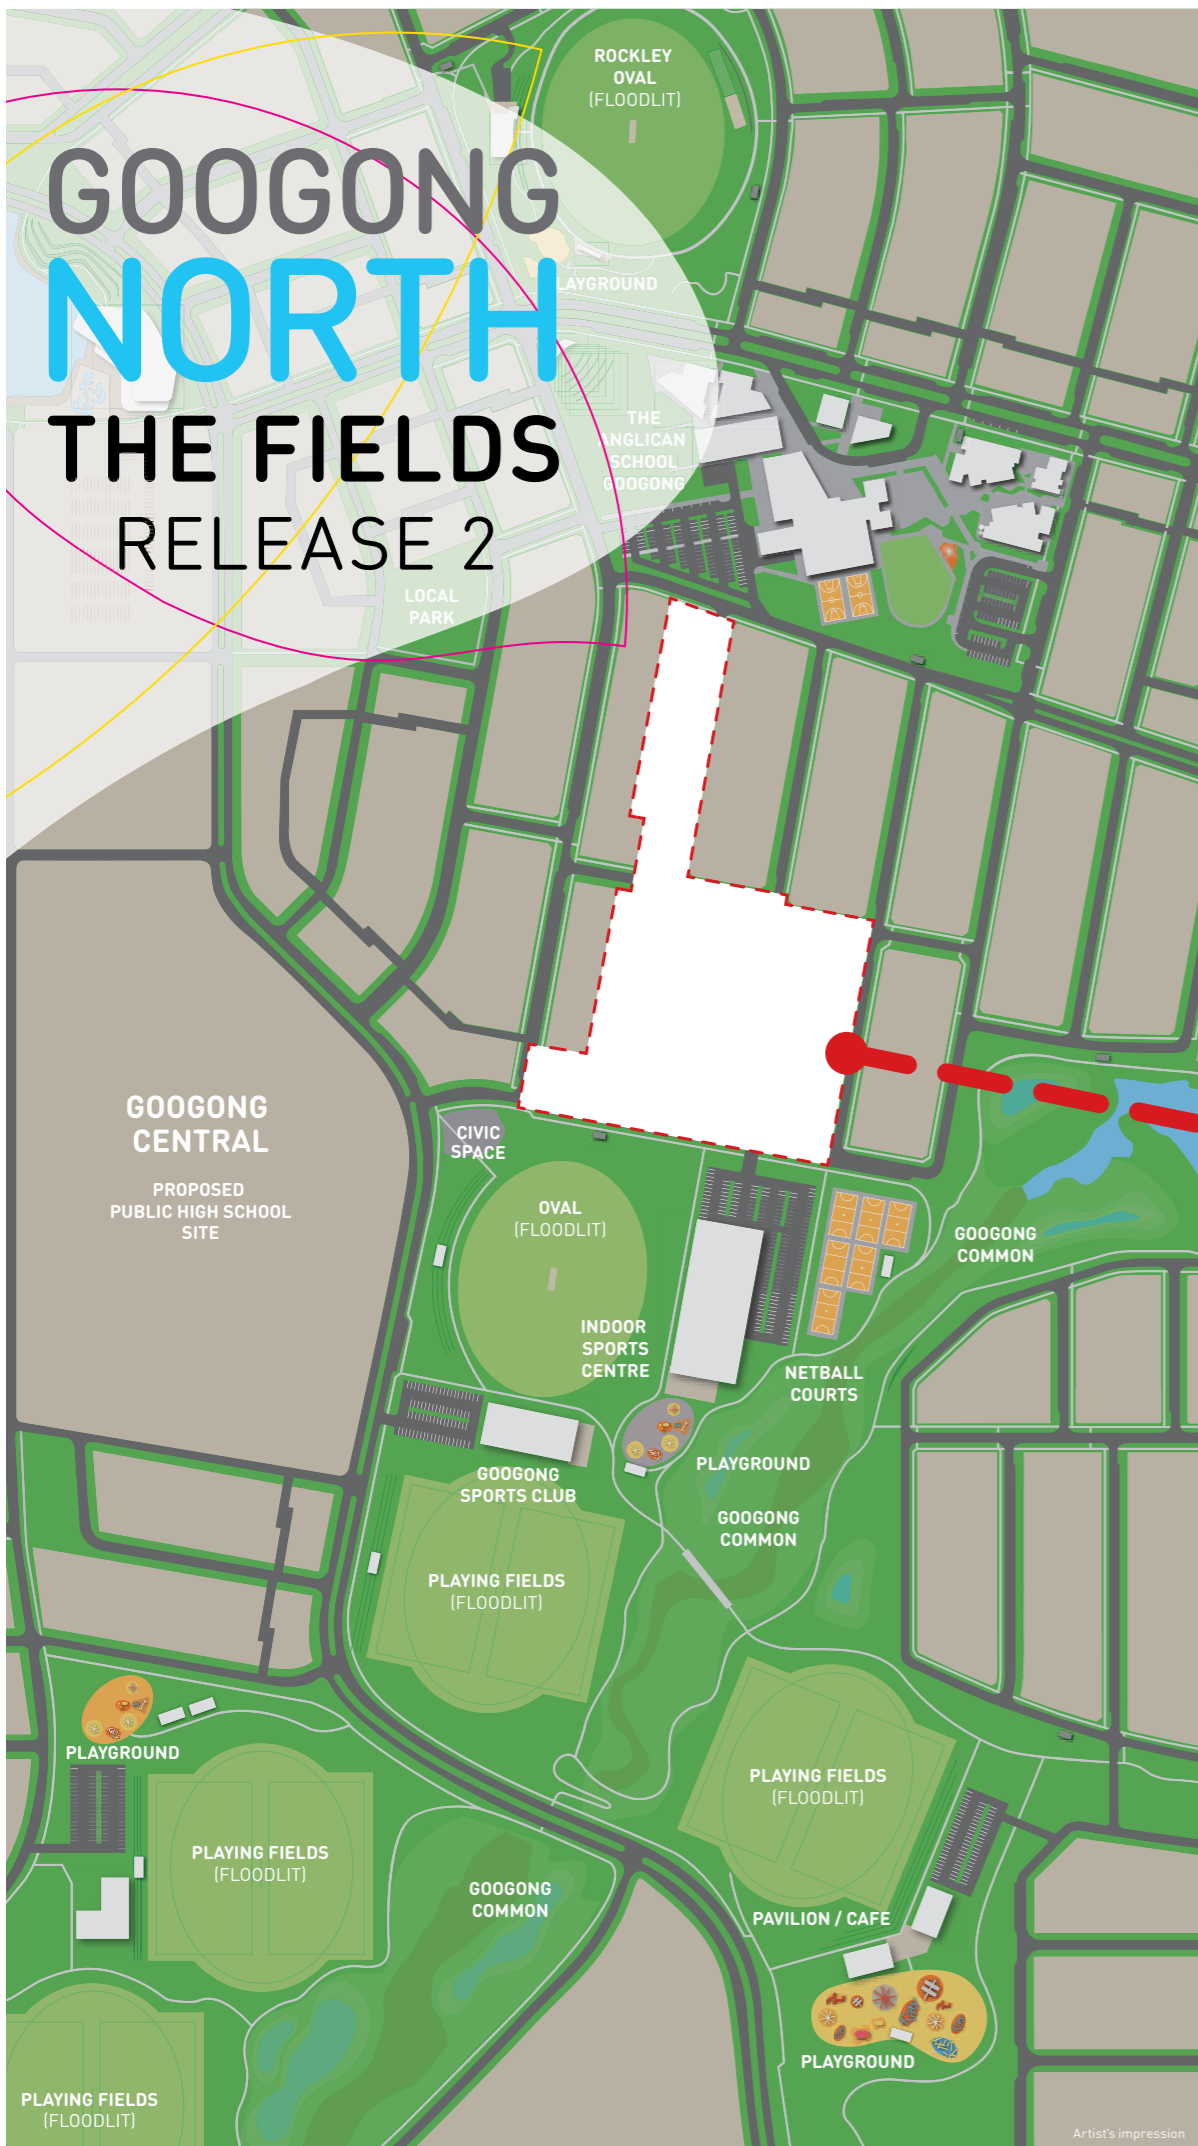 ROCKLEY
OVAL
(FLOODLIT)
GOOGONG
NORTH
THE FIELDS
RELEASE 2
LAYGROUND
THE
ANGLICAN
SCHOOL
GOOGONG
LOCAL
PARK
GOOGONG
CENTRAL
PROPOSED
PUBLIC HIGH SCHOOL
SITE
CIVIC
SPACE
OVAL
(FLOODLIT)
GOOGONG
COMMON
INDOOR
SPORTS
CENTRE
NETBALL
COURTS
PLAYGROUND
GOOGONG
SPORTS CLUB
GOOGONG
COMMON
PLAYING FIELDS
(FLOODLIT)
PLAYGROUND
PLAYING FIELDS
(FLOODLIT)
PLAYING FIELDS
(FLOODLIT)
GOOGONG
COMMON
PAVILION / CAFE
PLAYGROUND
PLAYING FIELDS
(FLOODLIT)
Artist's impression